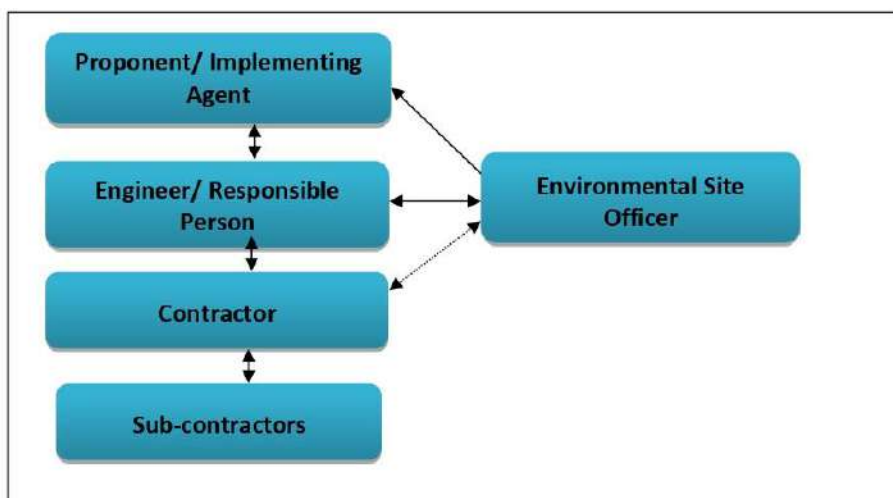 Proponent/ Implementing
Agent
Engineer/ Responsible
Person
Environmental Site
Officer
Contractor
Sub-contractors